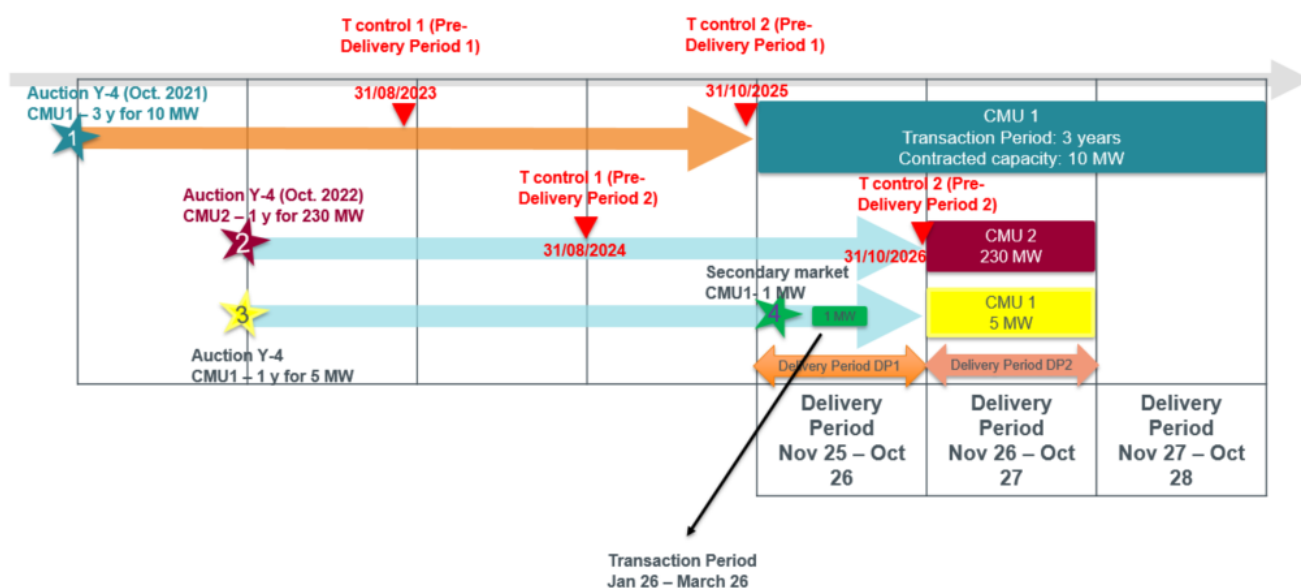 T control 1 (Pre-
Delivery Period 1)
T control 2 (Pre-
Delivery Period 1)
Auction Y-4 (Oct. 2021)
CMU1 – 3 y for 10 MW
1
31/08/2023
31/10/2025
CMU 1
Transaction Period: 3 years
Contracted capacity: 10 MW
Auction Y-4 (Oct. 2022)
CMU2 – 1 y for 230 MW
2
T control 1 (Pre-
Delivery Period 2)
31/08/2024
T control 2 (Pre-
Delivery Period 2)
31/10/2026
CMU 2
230 MW
Secondary market
CMU1- 1 MW
3
4
1 MW
CMU 1
5 MW
Auction Y-4
CMU1 – 1 y for 5 MW
Delivery Period DP1
Delivery Period DP2
Delivery
Period
Nov 25 – Oct
26
Delivery
Period
Nov 26 – Oct
27
Delivery
Period
Nov 27 – Oct
28
Transaction Period
Jan 26 – March 26